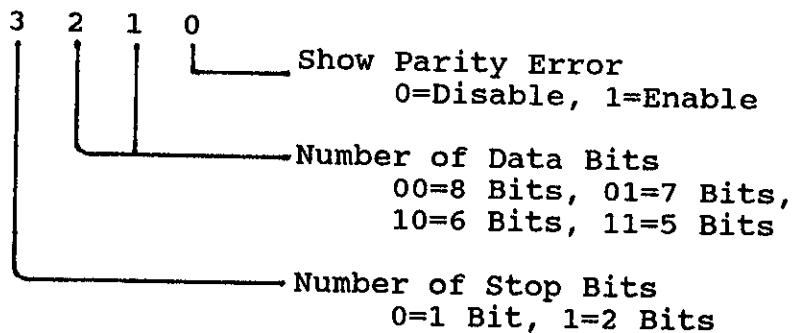 3 2 1 0
Show Parity Error
0=Disable, 1=Enable
Number of Data Bits
00=8 Bits, 01=7 Bits,
10=6 Bits, 11=5 Bits
Number of Stop Bits
0=1 Bit, 1=2 Bits